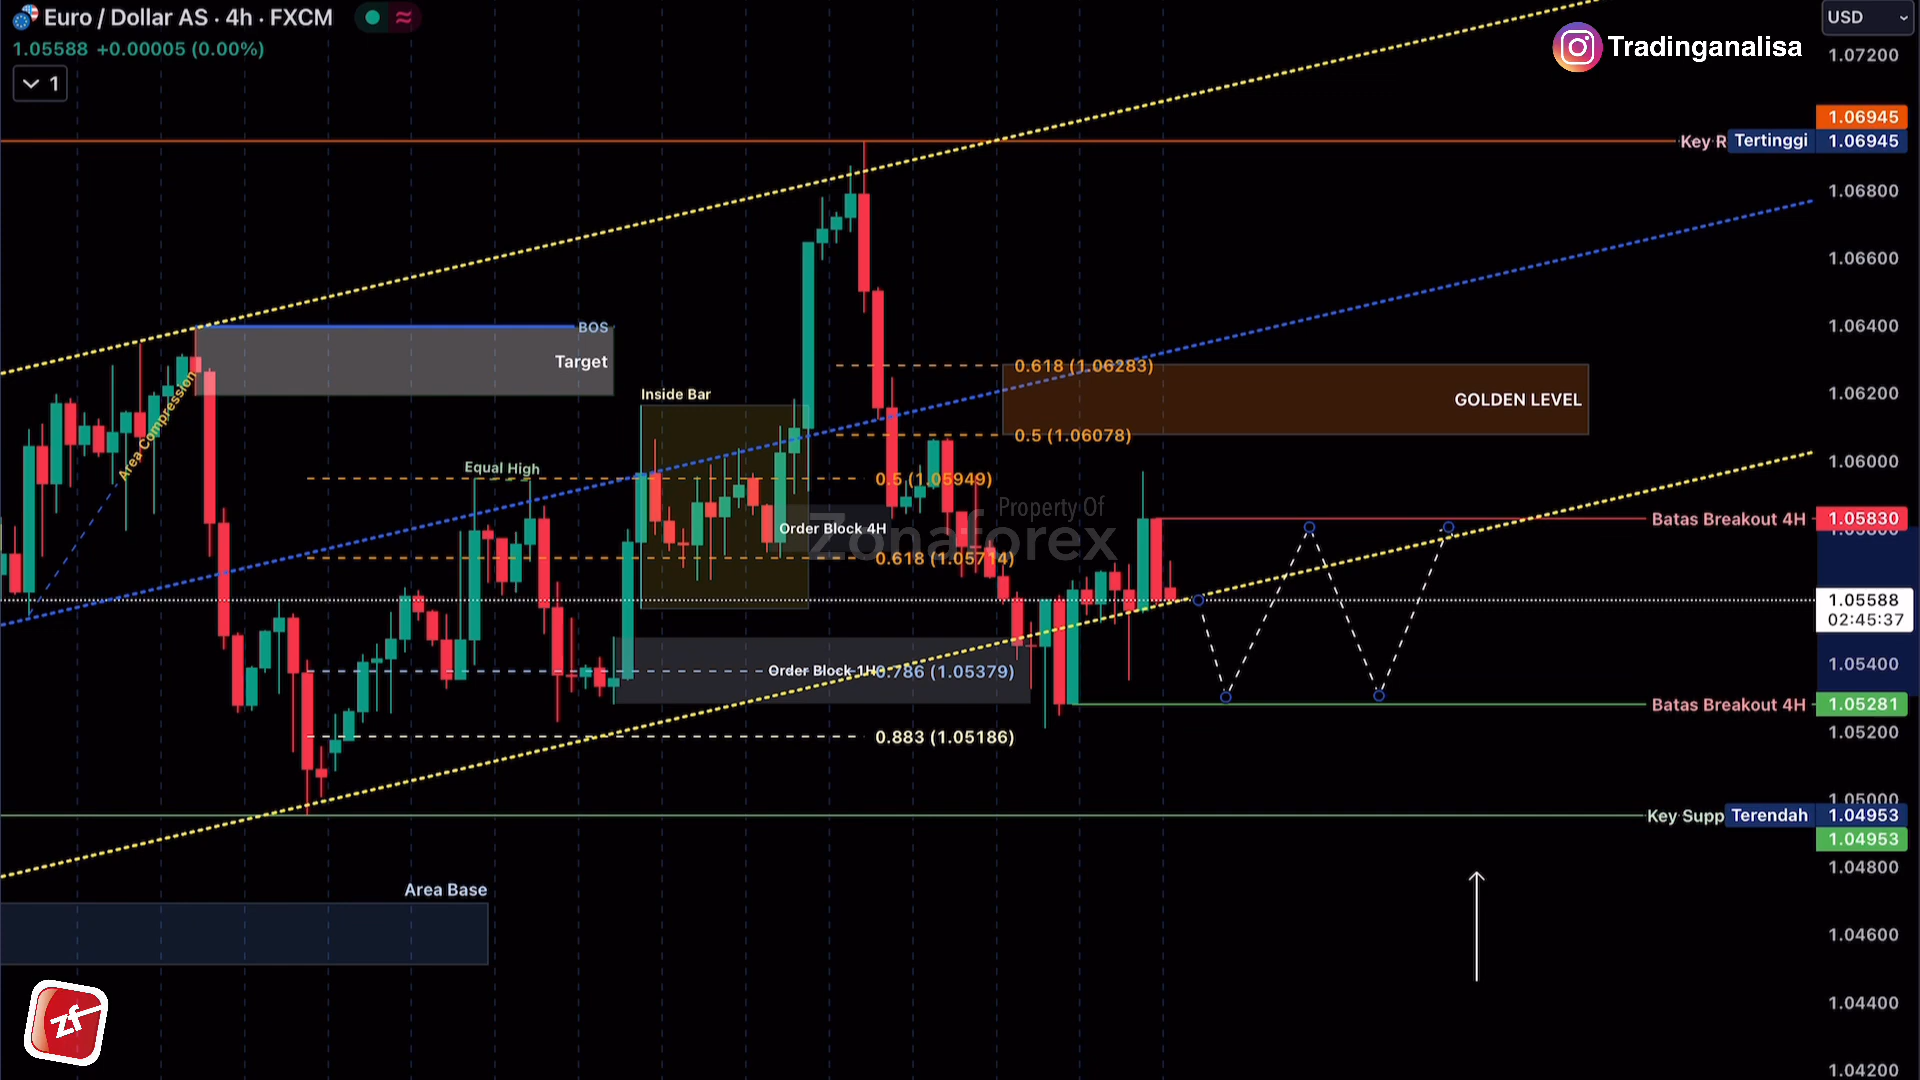 Euro / Dollar AS · 4h · FXCM
1.05588 +0.00005 (0.00%)
1
Tradinganalisa
USD
1.07200
1.06945
Key R
Tertinggi
1.06945
1.06800
1.06600
1.06400
BOS
Target
0.618 (1.06283)
1.06200
Inside Bar
GOLDEN LEVEL
Area Compression
0.5 (1.06078)
1.06000
Equal High
0.5 (1.05949)
Property Of
Zonaforex
Batas Breakout 4H
1.05830
Order Block 4H
0.618 (1.05714)
1.05588
02:45:37
Order Block 1H
0.786 (1.05379)
1.05400
Batas Breakout 4H
1.05281
0.883 (1.05186)
1.05200
1.05000
Key Supp
Terendah
1.04953
1.04953
1.04800
Area Base
1.04600
zf
1.04400
1.04200